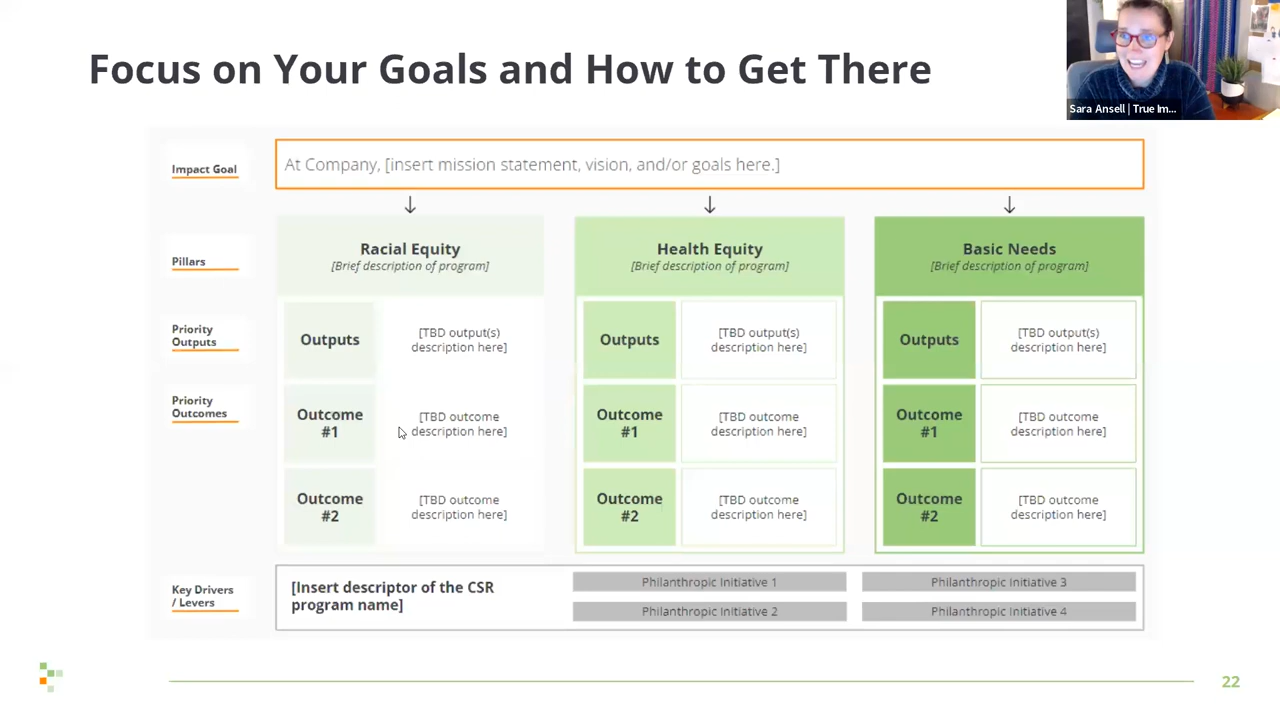 Focus on Your Goals and How to Get There
Sara Ansell | True Im...
Impact Goal
At Company, [insert mission statement, vision, and/or goals here.]
Pillars
Racial Equity
[Brief description of program]
Health Equity
[Brief description of program]
Basic Needs
[Brief description of program]
Priority
Outputs
Outputs
[TBD output(s)
description here]
Outputs
[TBD output(s)
description here]
Outputs
[TBD output(s)
description here]
Priority
Outcomes
Outcome
#1
[TBD outcome
description here]
Outcome
#1
[TBD outcome
description here]
Outcome
#1
[TBD outcome
description here]
Outcome
#2
[TBD outcome
description here]
Outcome
#2
[TBD outcome
description here]
Outcome
#2
[TBD outcome
description here]
Key Drivers
/ Levers
[Insert descriptor of the CSR
program name]
Philanthropic Initiative 1
Philanthropic Initiative 2
Philanthropic Initiative 3
Philanthropic Initiative 4
22